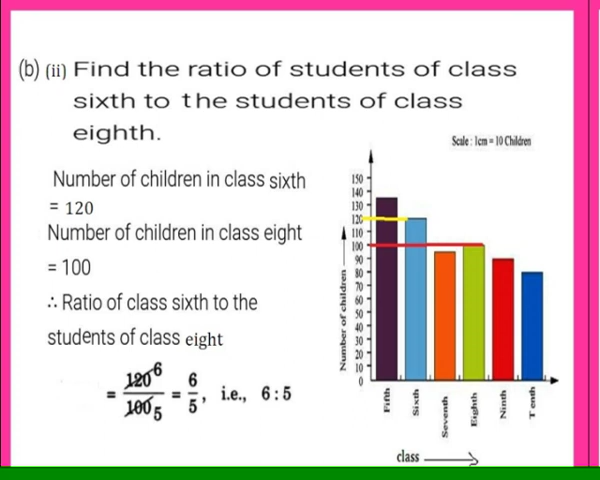 (b) (ii) Find the ratio of students of class
sixth to the students of class
eighth.
Scale : 1cm = 10 Children
Number of children in class sixth
= 120
Number of children in class eight
= 100
∴ Ratio of class sixth to the
students of class eight
= 120 6 / 100 5 = 6/5, i.e., 6 : 5
150
140
130
120
110
100
90
80
70
60
50
40
30
20
10
0
Number of children
Fifth
Sixth
Seventh
Eighth
Ninth
T enth
class